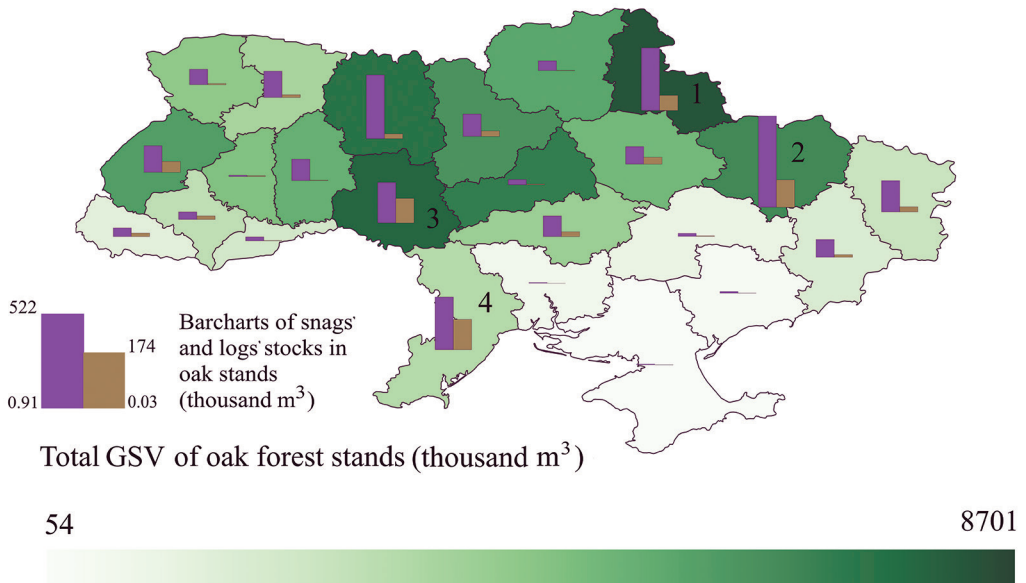 1
2
3
4
522
174
0.91
0.03
Barcharts of snags'
and logs' stocks in
oak stands
(thousand m³)
Total GSV of oak forest stands (thousand m³)
54
8701